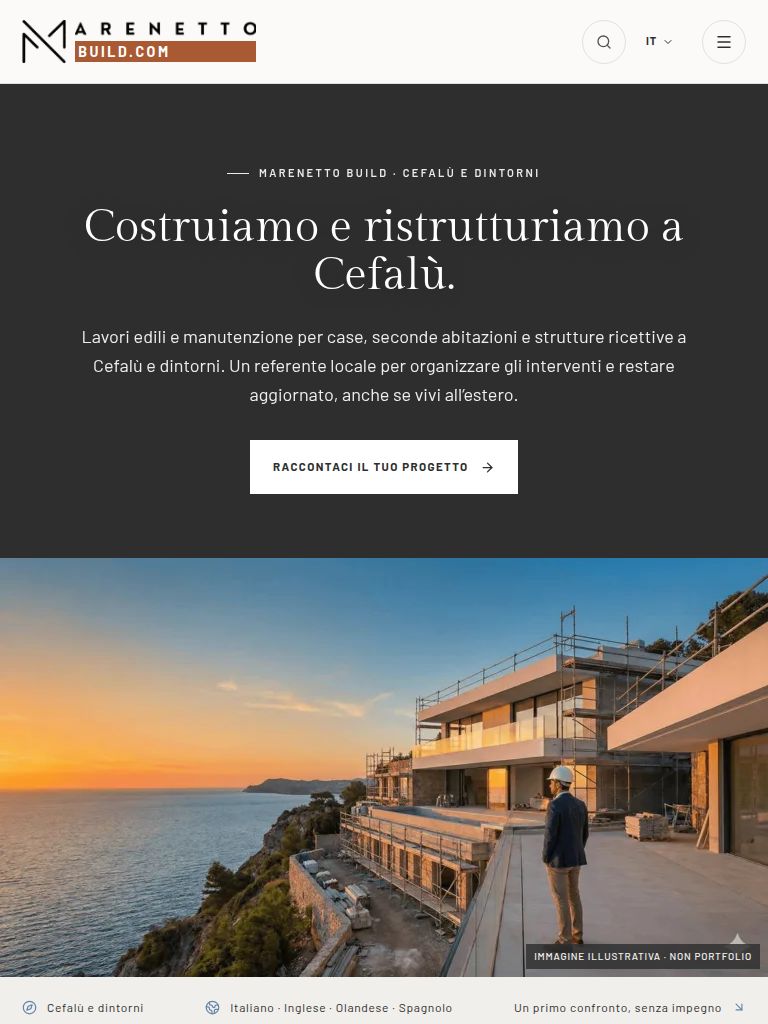 MARENETTO
BUILD.COM
IT
MARENETTO BUILD · CEFALÙ E DINTORNI
Costruiamo e ristrutturiamo a
Cefalù.
Lavori edili e manutenzione per case, seconde abitazioni e strutture ricettive a
Cefalù e dintorni. Un referente locale per organizzare gli interventi e restare
aggiornato, anche se vivi all’estero.
RACCONTACI IL TUO PROGETTO
IMMAGINE ILLUSTRATIVA · NON PORTFOLIO
Cefalù e dintorni
Italiano · Inglese · Olandese · Spagnolo
Un primo confronto, senza impegno